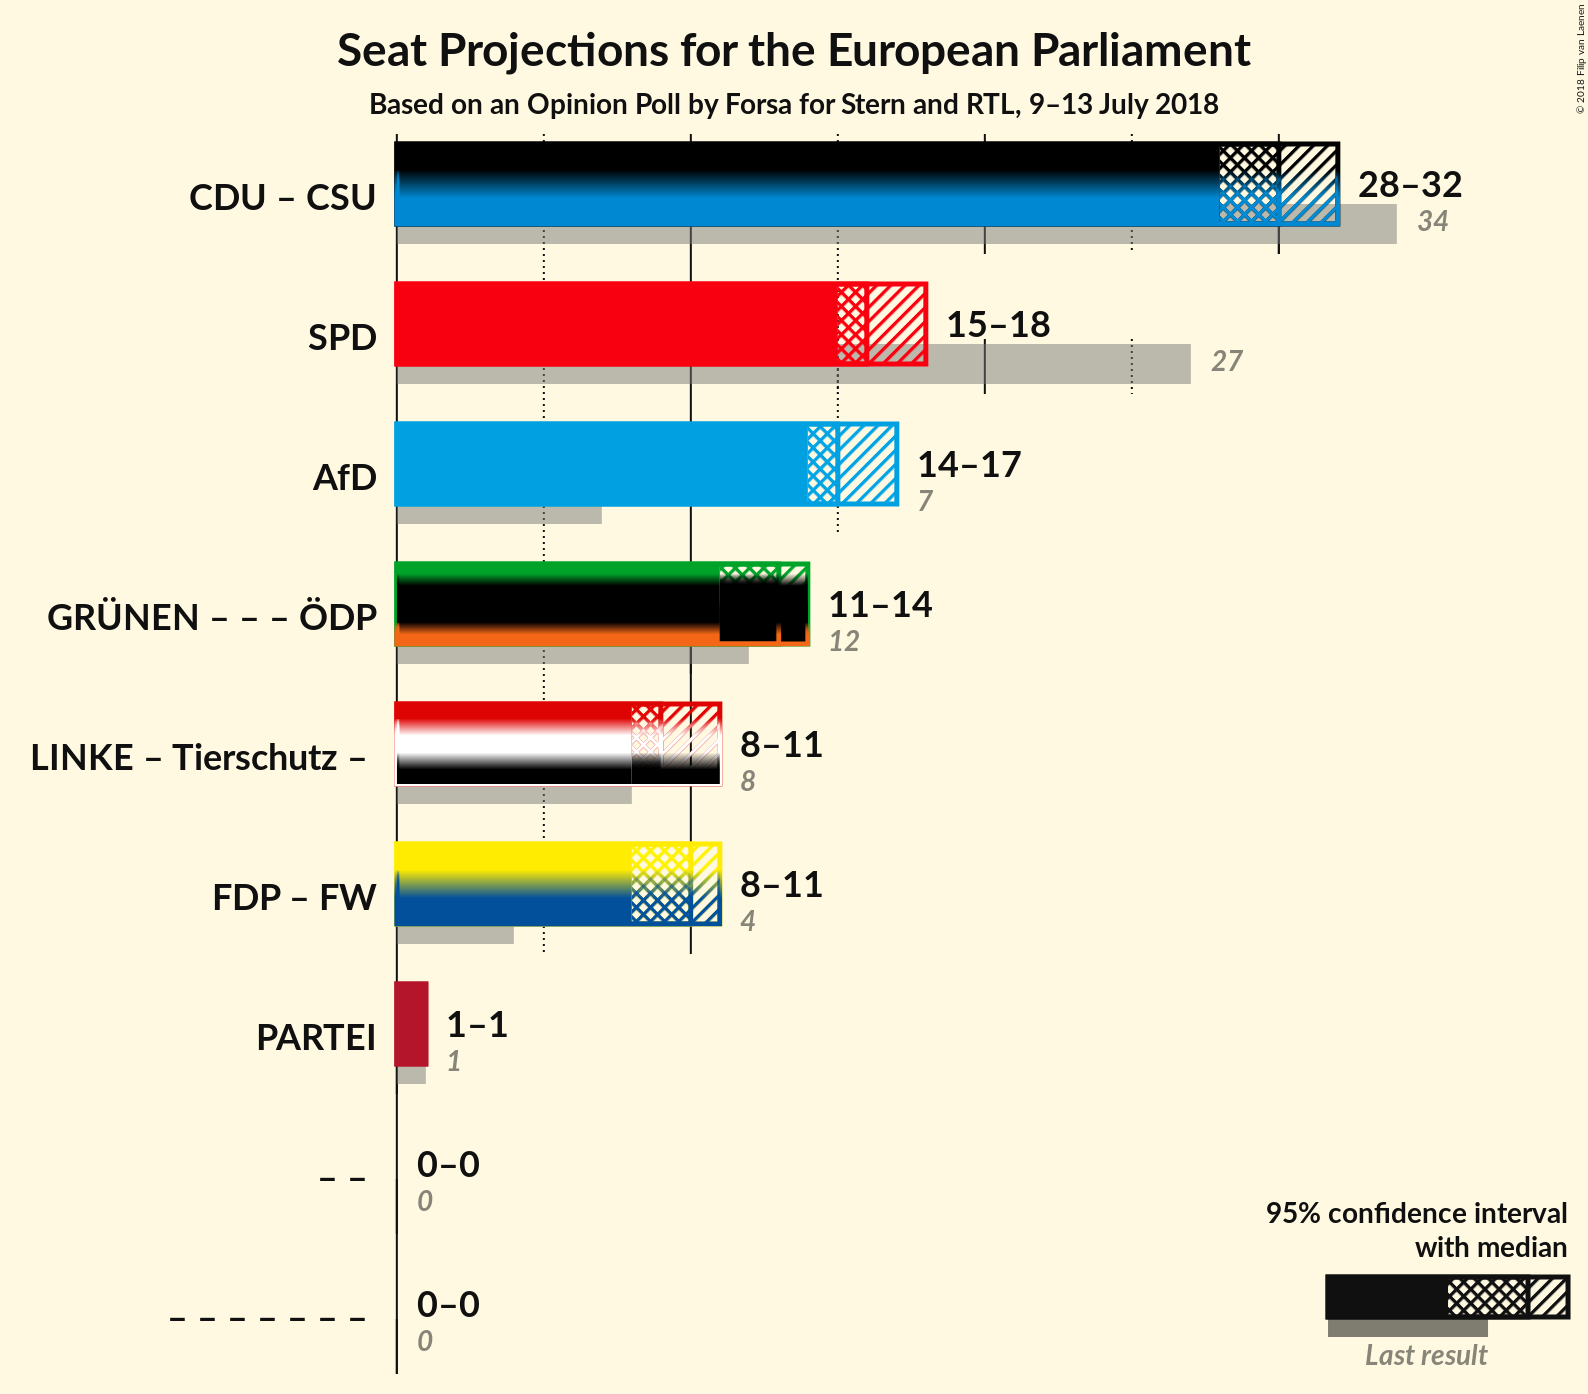 Seat Projections for the European Parliament
Based on an Opinion Poll by Forsa for Stern and RTL, 9–13 July 2018
© 2018 Filip van Laenen
CDU – CSU
28–32
34
SPD
15–18
27
AfD
14–17
7
GRÜNEN – – – ÖDP
11–14
12
LINKE – Tierschutz –
8–11
8
FDP – FW
8–11
4
PARTEI
1–1
1
– –
0–0
0
– – – – – – –
0–0
0
95% confidence interval
with median
Last result